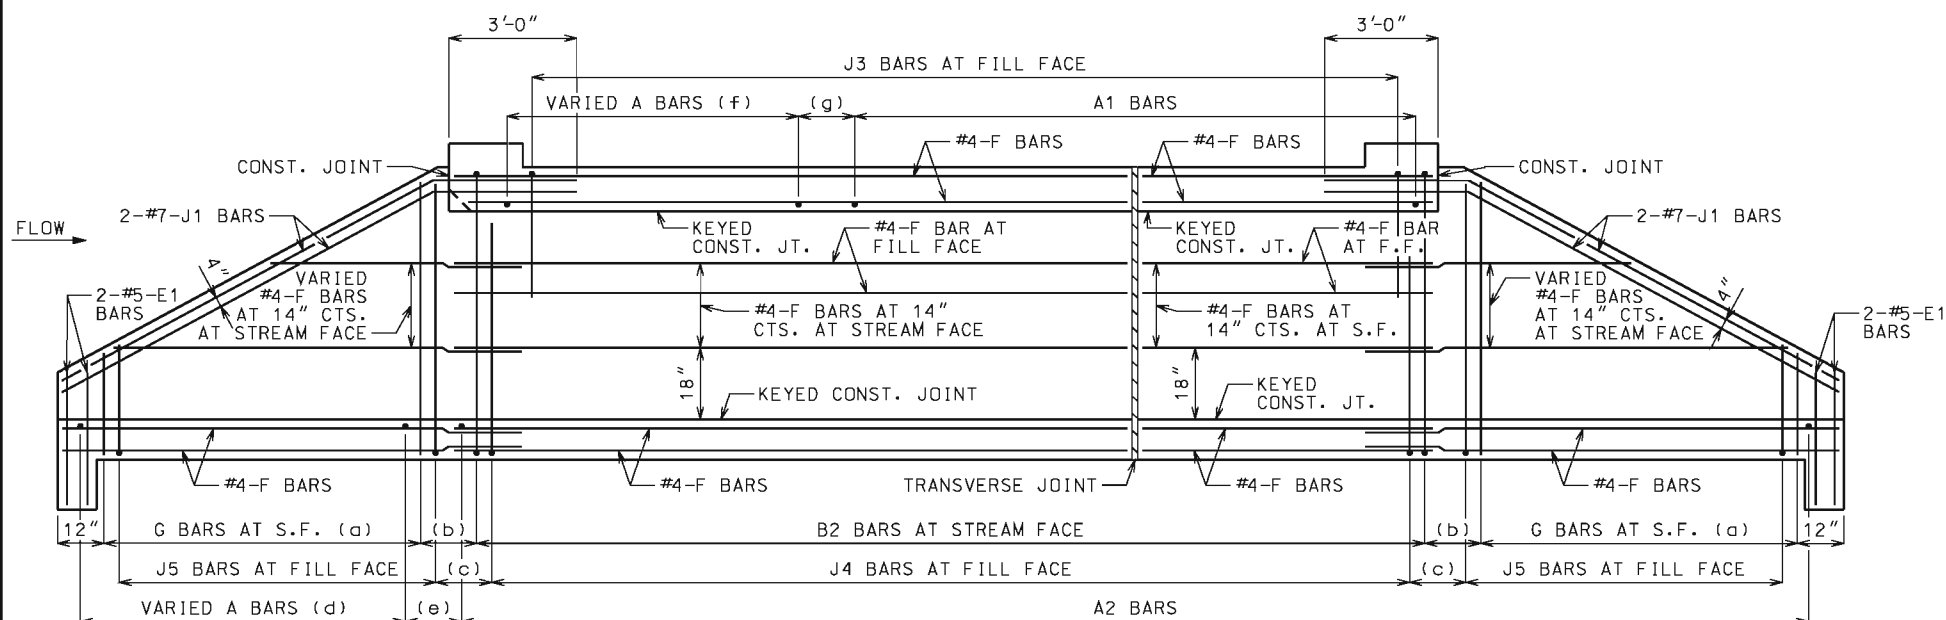 3'-0"
3'-0"
J3 BARS AT FILL FACE
VARIED A BARS (f)
(g)
A1 BARS
#4-F BARS
#4-F BARS
CONST. JOINT
CONST. JOINT
2-#7-J1 BARS
2-#7-J1 BARS
FLOW
KEYED
CONST. JT.
#4-F BAR AT
FILL FACE
KEYED
CONST. JT.
#4-F BAR
AT F.F.
4"
VARIED
#4-F BARS
AT 14" CTS.
AT STREAM FACE
2-#5-E1
BARS
#4-F BARS AT 14"
CTS. AT STREAM FACE
#4-F BARS AT
14" CTS. AT S.F.
VARIED
#4-F BARS
AT 14" CTS.
AT STREAM FACE
4"
2-#5-E1
BARS
18"
KEYED CONST. JOINT
18"
KEYED
CONST. JT.
#4-F BARS
#4-F BARS
TRANSVERSE JOINT
#4-F BARS
#4-F BARS
12"
G BARS AT S.F. (a)
(b)
B2 BARS AT STREAM FACE
(b)
G BARS AT S.F. (a)
12"
J5 BARS AT FILL FACE
(c)
J4 BARS AT FILL FACE
(c)
J5 BARS AT FILL FACE
VARIED A BARS (d)
(e)
A2 BARS